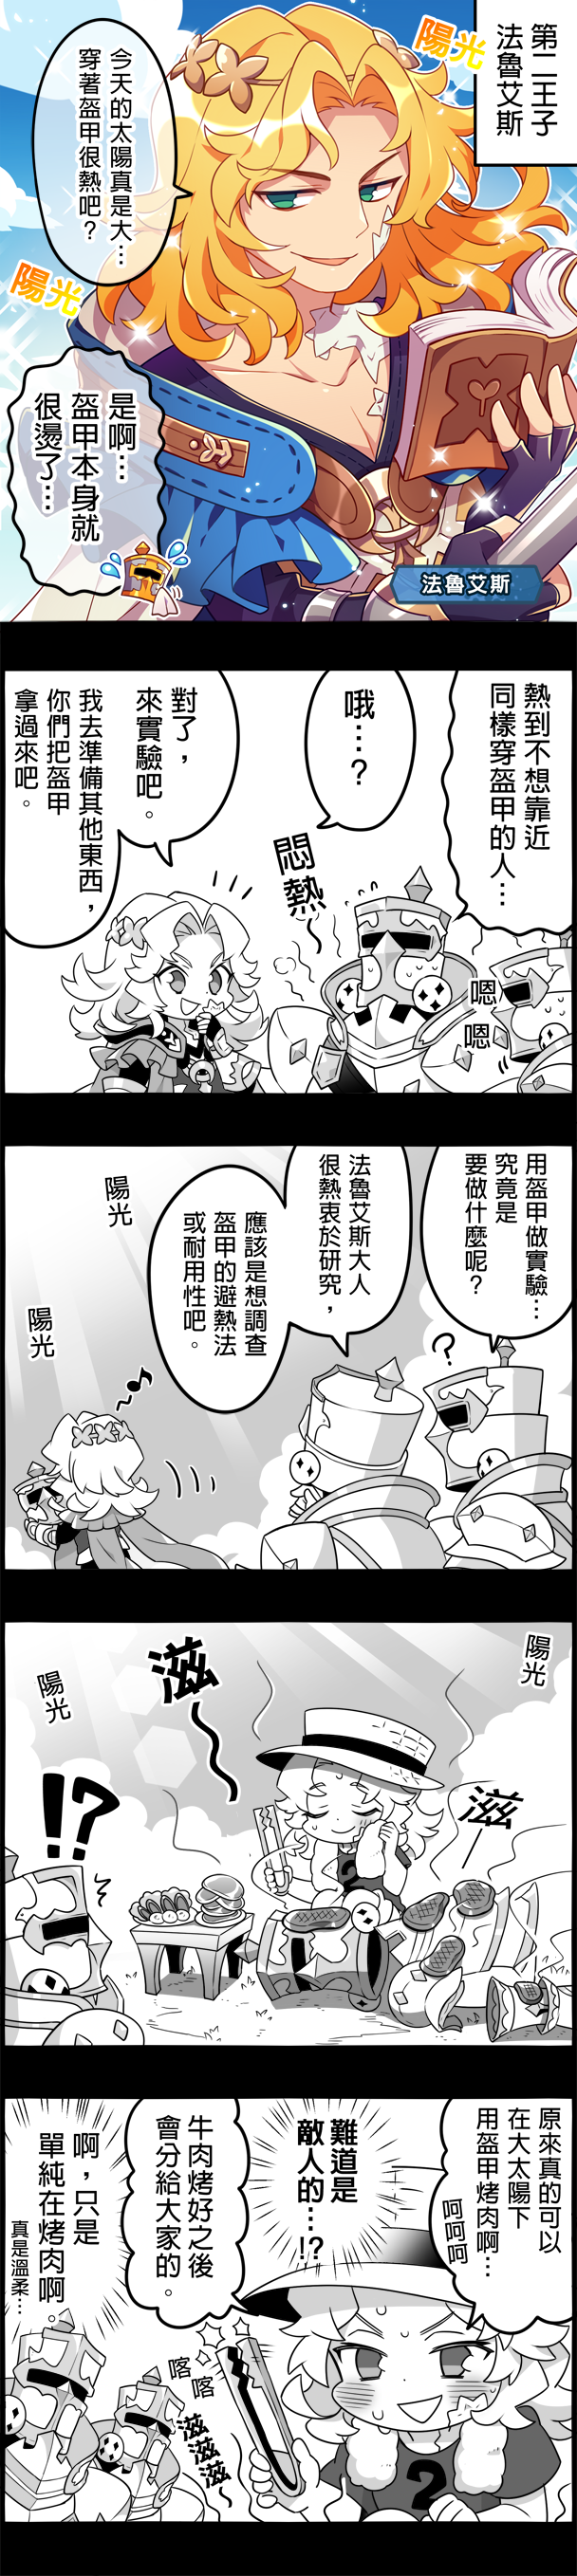 第二王子
法魯艾斯
陽光
今天的太陽真是大…
穿著盔甲很熱吧？
陽光
是啊…
盔甲本身就
很燙了…
法魯艾斯
熱到不想靠近
同樣穿盔甲的人…
嗯
嗯
哦…？
悶熱
對了，
來實驗吧。
我去準備其他東西，
你們把盔甲
拿過來吧。
用盔甲做實驗…
究竟是
要做什麼呢？
?
法魯艾斯大人
很熱衷於研究，
應該是想調查
盔甲的避熱法
或耐用性吧。
陽光
陽光
陽光
滋
滋
陽光
!?
2
原來真的可以
在大太陽下
用盔甲烤肉啊…
呵呵呵
難道是
敵人的…!?
牛肉烤好之後
會分給大家的。
啊，只是
單純在烤肉啊。
真是溫柔…
喀喀
滋滋滋
2